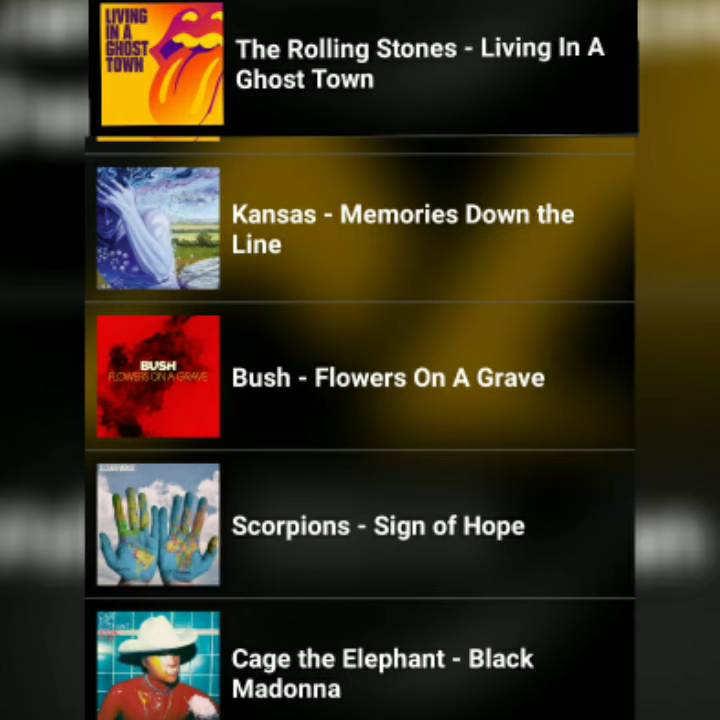 LIVING
IN A
GHOST
TOWN
The Rolling Stones - Living In A
Ghost Town
Kansas - Memories Down the
Line
BUSH
FLOWERS ON A GRAVE
Bush - Flowers On A Grave
Scorpions - Sign of Hope
Cage the Elephant - Black
Madonna